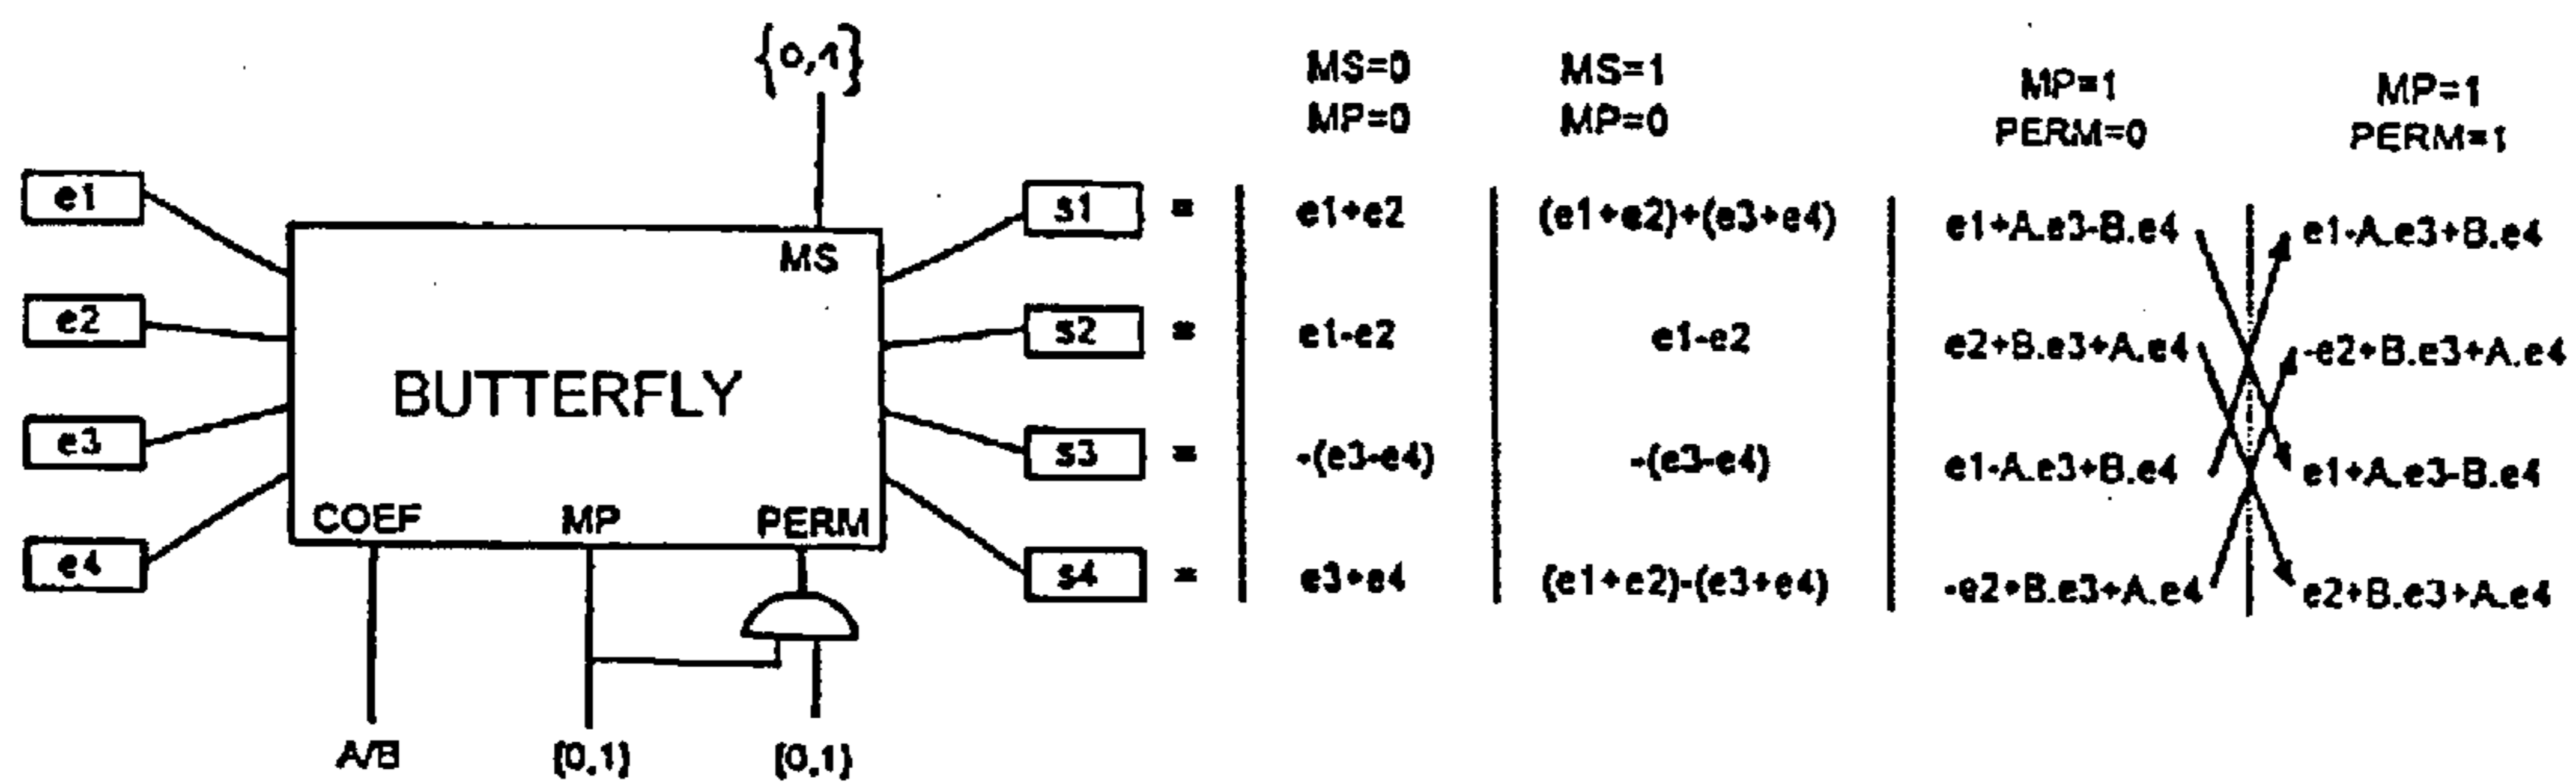 {0,1}
MS=0 MS=1 MP=1 MP=1
MP=0 MP=0 PERM=0 PERM=1
e1 s1 = e1+e2 (e1+e2)+(e3+e4) e1+A.e3-B.e4 e1-A.e3+B.e4
MS
e2 s2 = e1-e2 e1-e2 e2+B.e3+A.e4 -e2+B.e3+A.e4
BUTTERFLY
e3 s3 = -(e3-e4) -(e3-e4) e1-A.e3+B.e4 e1+A.e3-B.e4
COEF MP PERM
e4 s4 = e3+e4 (e1+e2)-(e3+e4) -e2+B.e3+A.e4 e2+B.e3+A.e4
A/B {0,1} {0,1}